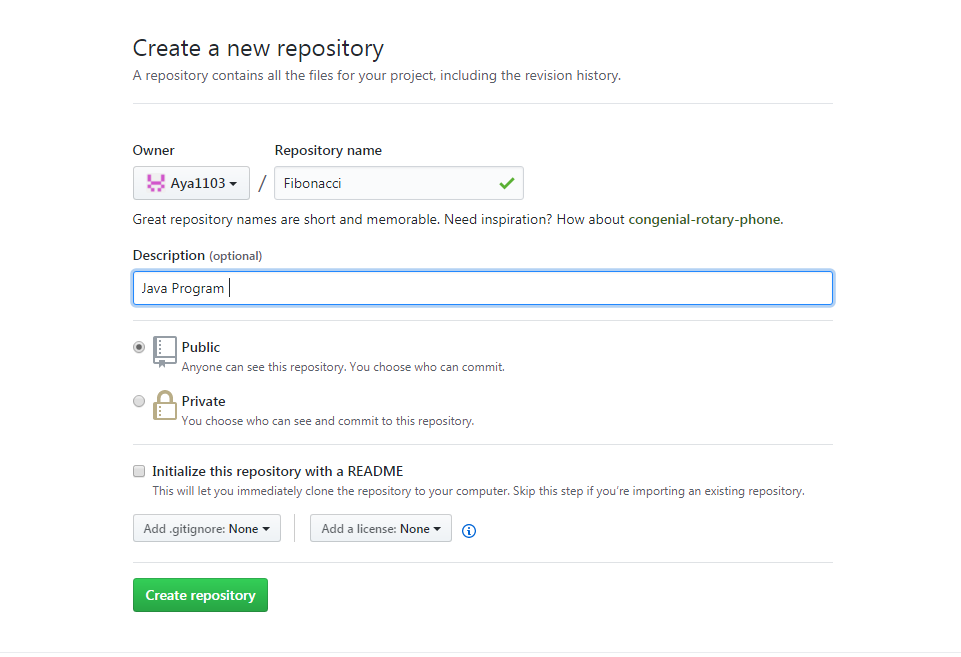 Create a new repository
A repository contains all the files for your project, including the revision history.
Owner Repository name
Aya1103 / Fibonacci
Great repository names are short and memorable. Need inspiration? How about congenial-rotary-phone.
Description (optional)
Java Program
Public
Anyone can see this repository. You choose who can commit.
Private
You choose who can see and commit to this repository.
Initialize this repository with a README
This will let you immediately clone the repository to your computer. Skip this step if you're importing an existing repository.
Add .gitignore: None Add a license: None
Create repository